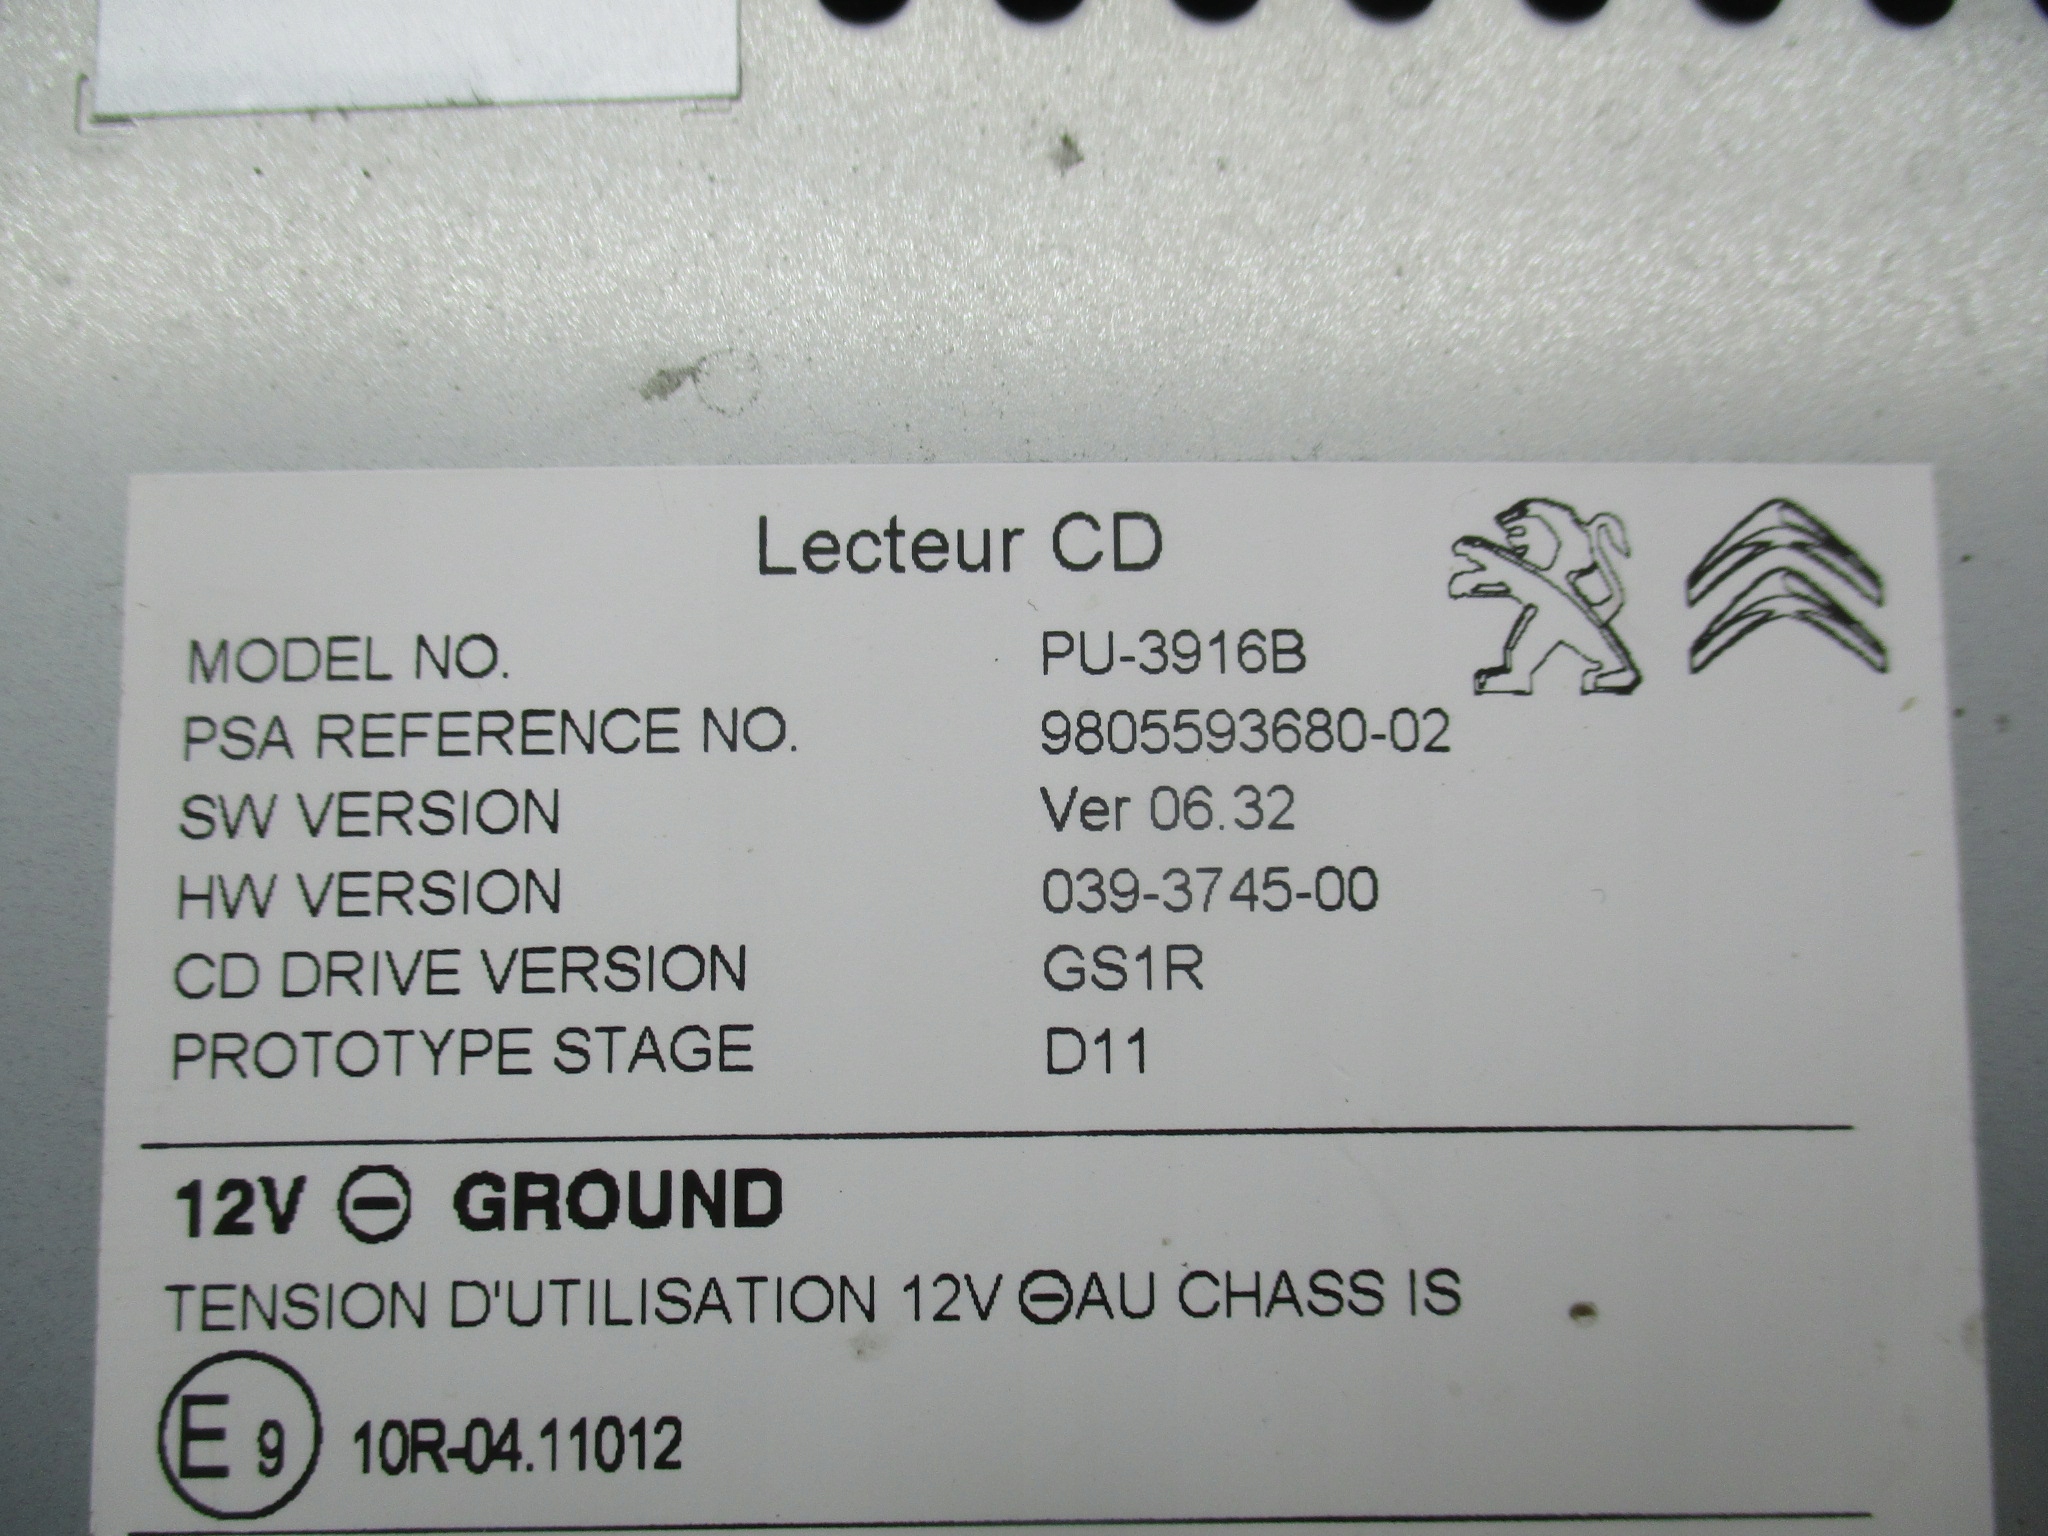 Lecteur CD
MODEL NO. PU-3916B
PSA REFERENCE NO. 9805593680-02
SW VERSION Ver 06.32
HW VERSION 039-3745-00
CD DRIVE VERSION GS1R
PROTOTYPE STAGE D11
12V ⊖ GROUND
TENSION D'UTILISATION 12V ⊖AU CHASS IS
E 9 10R-04.11012